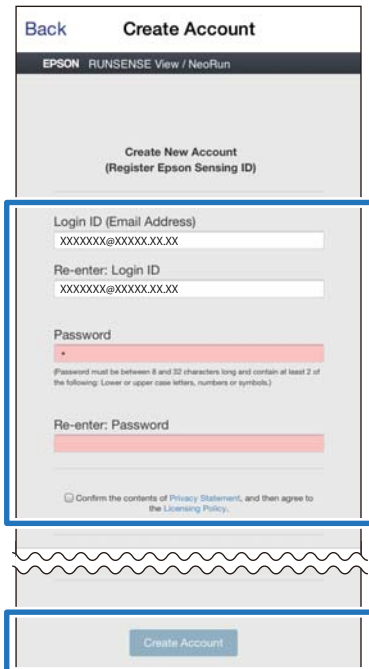 Back Create Account
EPSON RUNSENSE View / NeoRun
Create New Account
(Register Epson Sensing ID)
Login ID (Email Address)
XXXXXXX@XXXXX.XX.XX
Re-enter: Login ID
XXXXXXX@XXXXX.XX.XX
Password
•
(Password must be between 8 and 32 characters long and contain at least 2 of
the following: Lower or upper case letters, numbers or symbols.)
Re-enter: Password
Confirm the contents of Privacy Statement, and then agree to
the Licensing Policy.
Create Account